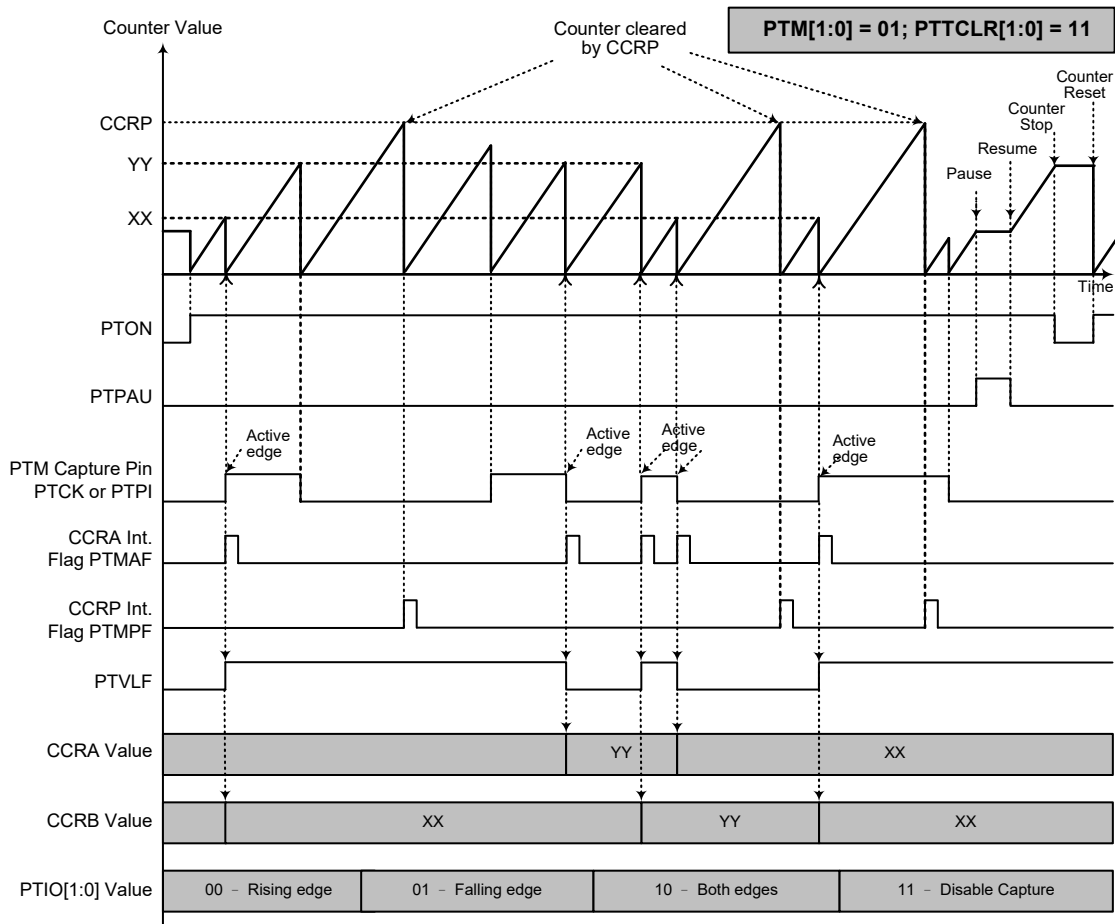 Counter Value
Counter cleared
by CCRP
PTM[1:0] = 01; PTTCLR[1:0] = 11
Counter
Reset
Counter
Stop
Resume
Pause
CCRP
YY
XX
Time
PTON
PTPAU
Active
edge
Active
edge
Active
edge
Active
edge
PTM Capture Pin
PTCK or PTPI
CCRA Int.
Flag PTMAF
CCRP Int.
Flag PTMPF
PTVLF
CCRA Value
YY
XX
CCRB Value
XX
YY
XX
PTIO[1:0] Value
00 – Rising edge
01 – Falling edge
10 – Both edges
11 – Disable Capture